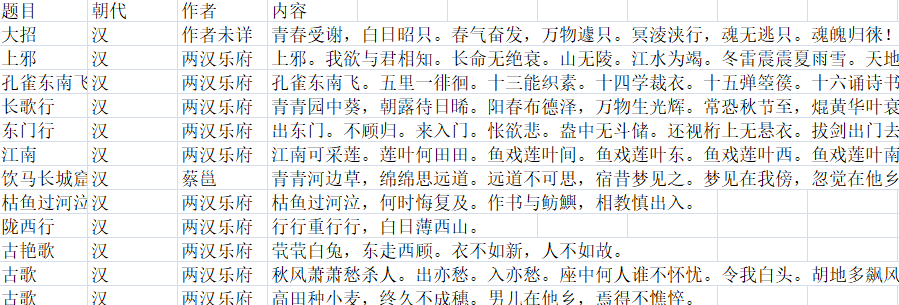 题目 朝代 作者 内容
大招 汉 作者未详 青春受谢，白日昭只。春气奋发，万物遽只。冥淩浃行，魂无逃只。魂魄归徕！
上邪 汉 两汉乐府 上邪。我欲与君相知。长命无绝衰。山无陵。江水为竭。冬雷震震夏雨雪。天地
孔雀东南飞 汉 两汉乐府 孔雀东南飞。五里一徘徊。十三能织素。十四学裁衣。十五弹箜篌。十六诵诗书
长歌行 汉 两汉乐府 青青园中葵，朝露待日晞。阳春布德泽，万物生光辉。常恐秋节至，焜黄华叶衰
东门行 汉 两汉乐府 出东门。不顾归。来入门。怅欲悲。盎中无斗储。还视桁上无悬衣。拔剑出门去
江南 汉 两汉乐府 江南可采莲。莲叶何田田。鱼戏莲叶间。鱼戏莲叶东。鱼戏莲叶西。鱼戏莲叶南
饮马长城窟 汉 蔡邕 青青河边草，绵绵思远道。远道不可思，宿昔梦见之。梦见在我傍，忽觉在他乡
枯鱼过河泣 汉 两汉乐府 枯鱼过河泣，何时悔复及。作书与鲂鱮，相教慎出入。
陇西行 汉 两汉乐府 行行重行行，白日薄西山。
古艳歌 汉 两汉乐府 茕茕白兔，东走西顾。衣不如新，人不如故。
古歌 汉 两汉乐府 秋风萧萧愁杀人。出亦愁。入亦愁。座中何人谁不怀忧。令我白头。胡地多飙风
古歌 汉 两汉乐府 高田种小麦，终久不成穗。男儿在他乡，焉得不憔悴。